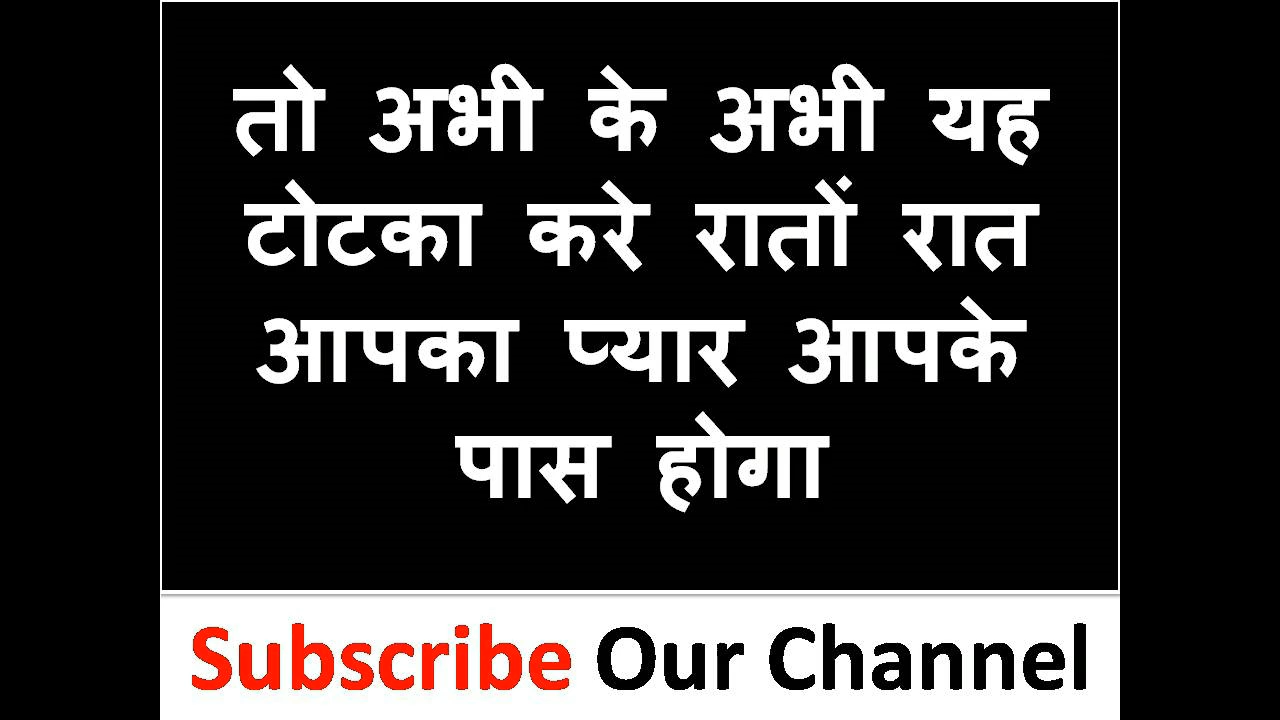 तो अभी के अभी यह
टोटका करे रातों रात
आपका प्यार आपके
पास होगा
Subscribe Our Channel